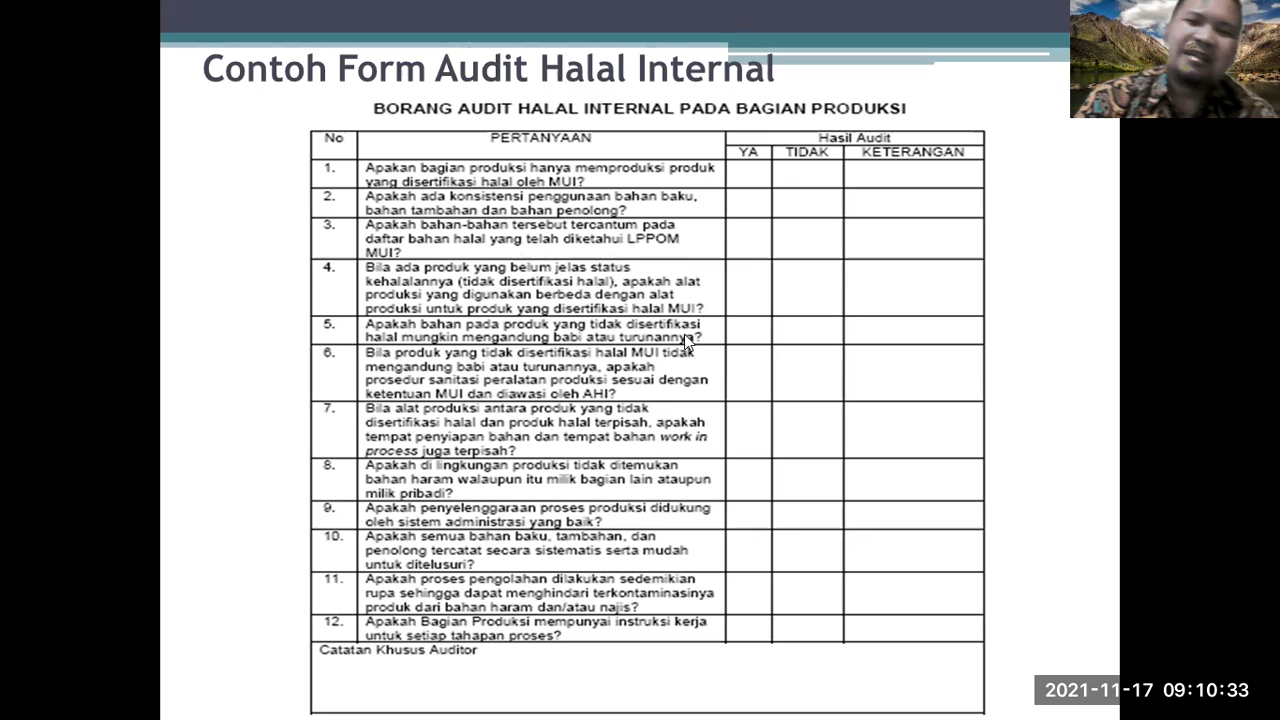 Contoh Form Audit Halal Internal
BORANG AUDIT HALAL INTERNAL PADA BAGIAN PRODUKSI
No PERTANYAAN Hasil Audit
YA TIDAK KETERANGAN
1. Apakan bagian produksi hanya memproduksi produk
yang disertifikasi halal oleh MUI?
2. Apakah ada konsistensi penggunaan bahan baku,
bahan tambahan dan bahan penolong?
3. Apakah bahan-bahan tersebut tercantum pada
daftar bahan halal yang telah diketahui LPPOM
MUI?
4. Bila ada produk yang belum jelas status
kehalalannya (tidak disertifikasi halal), apakah alat
produksi yang digunakan berbeda dengan alat
produksi untuk produk yang disertifikasi halal MUI?
5. Apakah bahan pada produk yang tidak disertifikasi
halal mungkin mengandung babi atau turunannya?
6. Bila produk yang tidak disertifikasi halal MUI tidak
mengandung babi atau turunannya, apakah
prosedur sanitasi peralatan produksi sesuai dengan
ketentuan MUI dan diawasi oleh AHI?
7. Bila alat produksi antara produk yang tidak
disertifikasi halal dan produk halal terpisah, apakah
tempat penyiapan bahan dan tempat bahan work in
process juga terpisah?
8. Apakah di lingkungan produksi tidak ditemukan
bahan haram walaupun itu milik bagian lain ataupun
milik pribadi?
9. Apakah penyelenggaraan proses produksi didukung
oleh sistem administrasi yang baik?
10. Apakah semua bahan baku, tambahan, dan
penolong tercatat secara sistematis serta mudah
untuk ditelusuri?
11. Apakah proses pengolahan dilakukan sedemikian
rupa sehingga dapat menghindari terkontaminasinya
produk dari bahan haram dan/atau najis?
12. Apakah Bagian Produksi mempunyai instruksi kerja
untuk setiap tahapan proses?
Catatan Khusus Auditor
2021-11-17 09:10:33